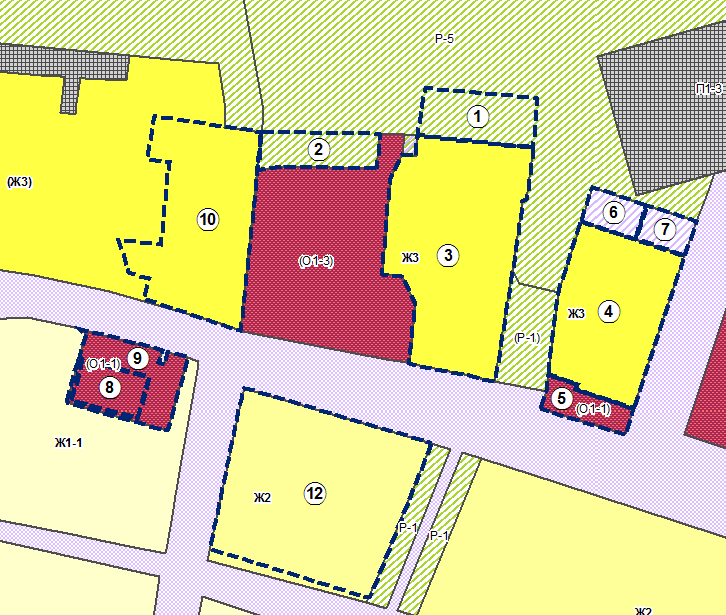 Р-5
П1-3
1
2
(Ж3)
6
10
7
3
Ж3
(О1-3)
4
Ж3
(Р-1)
9
(О1-1)
8
5
(О1-1)
Ж1-1
12
Ж2
Р-1
Р-1
Ж2